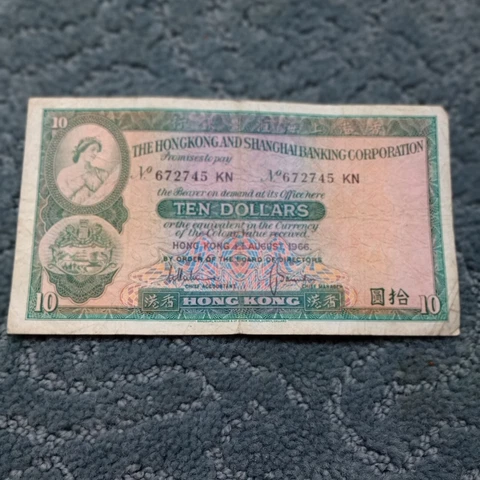 10
THE HONGKONG AND SHANGHAI BANKING CORPORATION
Promises to pay
No 672745 KN No 672745 KN
the Bearer on demand at its Office here
TEN DOLLARS
or the equivalent in the Currency
of the Colony, Value received
HONG KONG AUGUST 1966.
BY ORDER OF THE BOARD OF DIRECTORS
CHIEF ACCOUNTANT CHIEF MANAGER
10 港香 HONG KONG 港香 圓拾 10